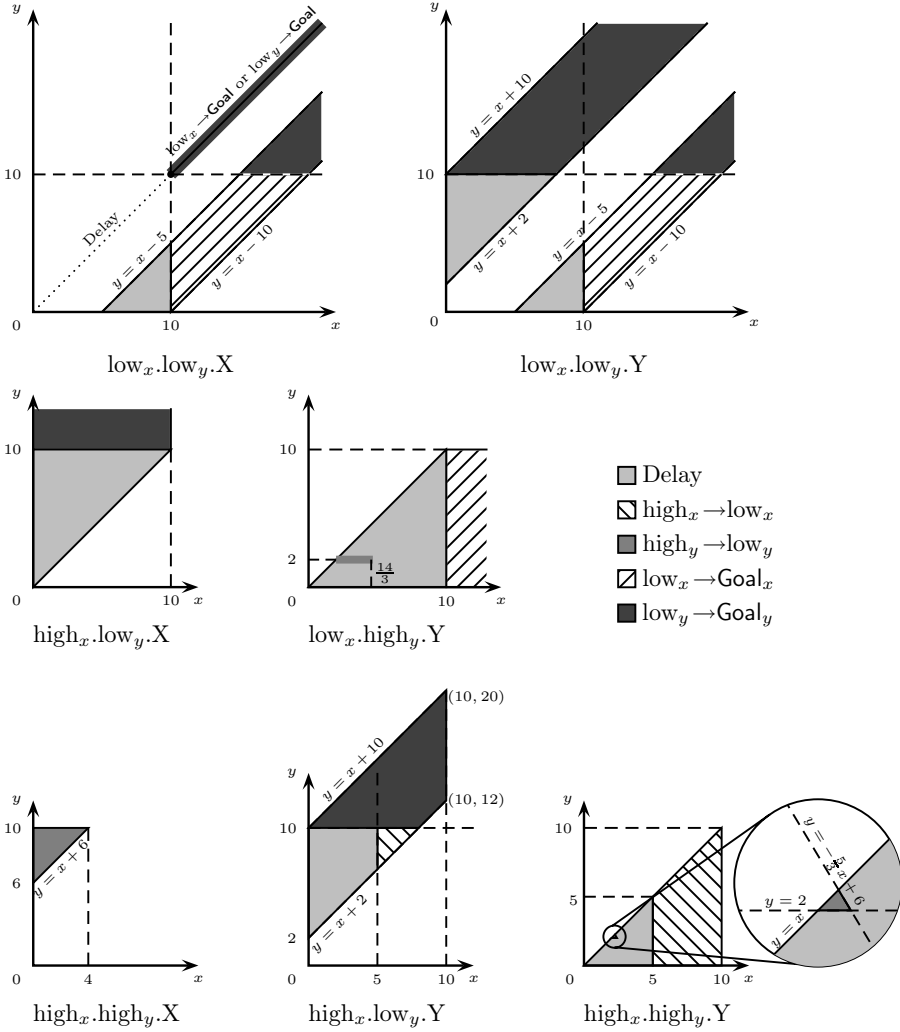 y
low_x→Goal or low_y→Goal
10
Delay
y = x − 5
y = x − 10
0
10
x
low_x.low_y.X
y
y = x + 10
10
y = x + 2
y = x − 5
y = x − 10
0
10
x
low_x.low_y.Y
y
10
0
10
x
high_x.low_y.X
y
10
2
14/3
0
10
x
low_x.high_y.Y
Delay
high_x→low_x
high_y→low_y
low_x→Goal_x
low_y→Goal_y
y
10
6
y = x + 6
0
4
x
high_x.high_y.X
y
(10, 20)
y = x + 10
(10, 12)
10
y = x + 2
2
0
5
10
x
high_x.low_y.Y
y
10
5
0
5
10
x
y = 2
y = x
high_x.high_y.Y